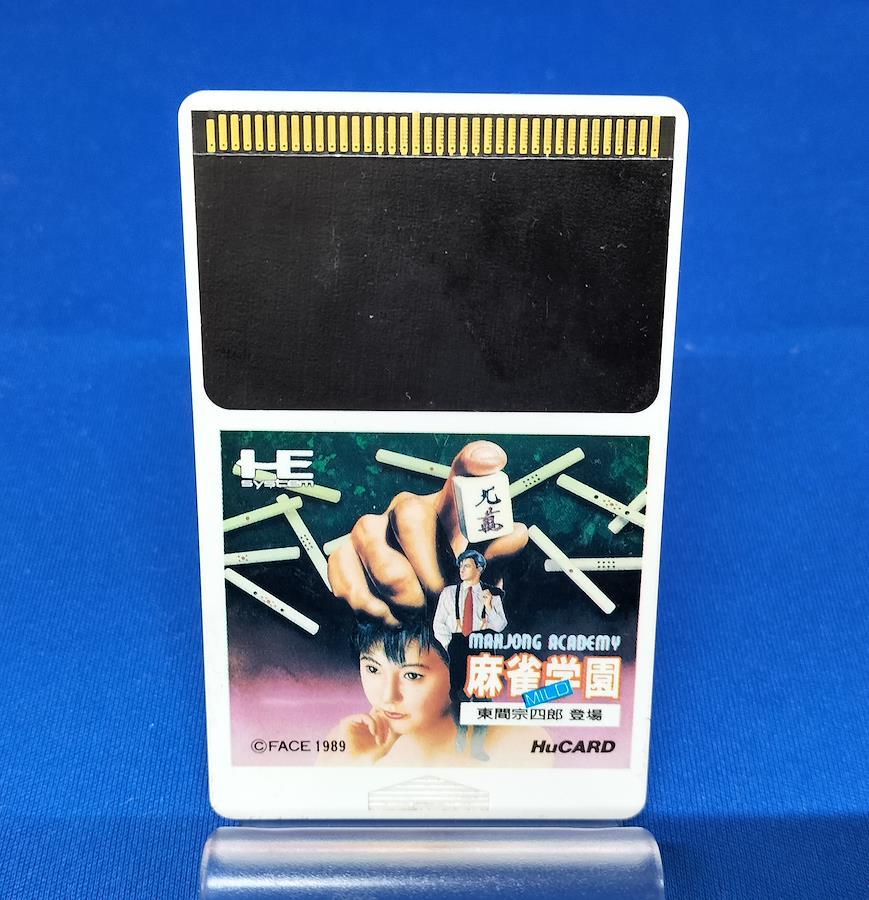 HE
system
九
萬
MAHJONG ACADEMY
麻雀学園
MILD
東間宗四郎 登場
©FACE 1989
HuCARD